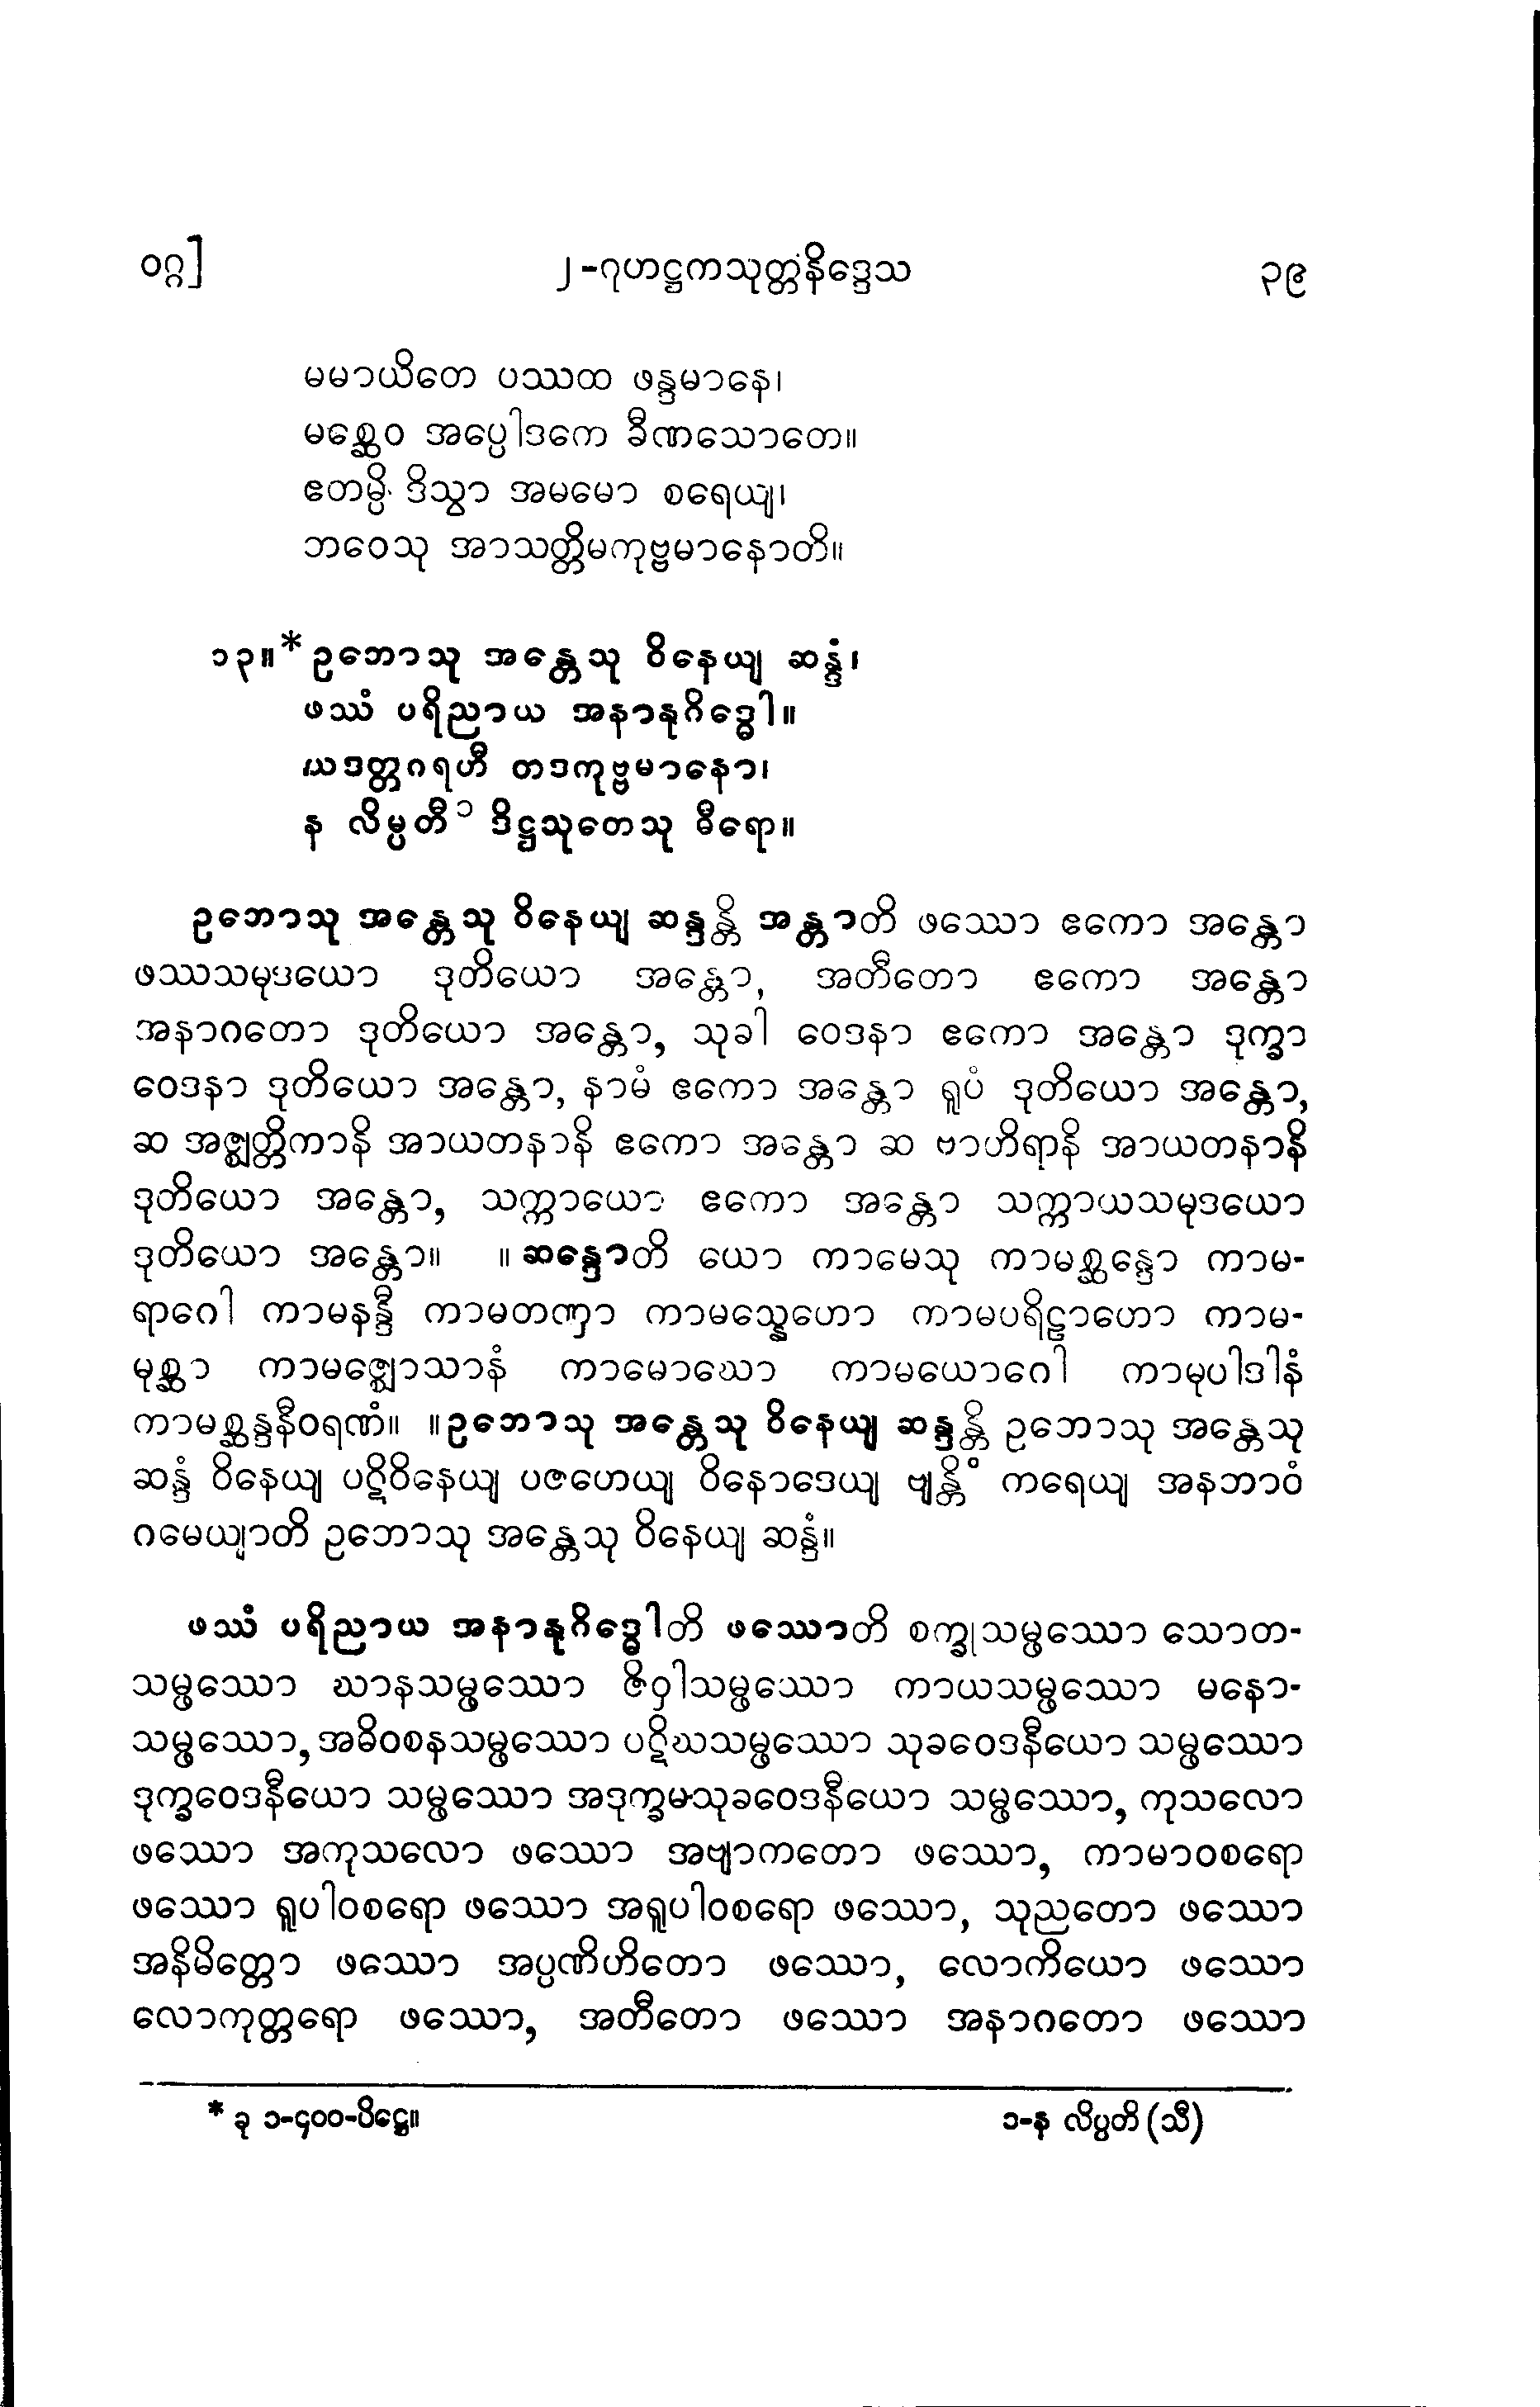 ဝဂ္ဂ]
၂-ဂုဟဋ္ဌကသုတ္တနိဒ္ဒေသ
၃၉
မမာယိတေ ပဿထ ဖန္ဒမာနေ၊
မစ္ဆေဝ အပ္ပေါဒကေ ခီဏသောတေ။
ဧတမ္ပိ ဒိသွာ အမမော စရေယျ၊
ဘဝေသု အာသတ္တိမကုဗ္ဗမာနောတိ။
၁၃။* ဥဘောသု အန္တေသု ဝိနေယျ ဆန္ဒံ၊
ဖဿံ ပရိညာယ အနာနုဂိဒ္ဓေါ။
ယဒတ္တဂရဟီ တဒကုဗ္ဗမာနော၊
န လိမ္ပတီ၁ ဒိဋ္ဌသုတေသု ဓီရော။
ဥဘောသု အန္တေသု ဝိနေယျ ဆန္ဒန္တိ အန္တာတိ ဖဿော ဧကော အန္တော
ဖဿသမုဒယော ဒုတိယော အန္တော, အတီတော ဧကော အန္တော
အနာဂတော ဒုတိယော အန္တော, သုခါ ဝေဒနာ ဧကော အန္တော ဒုက္ခာ
ဝေဒနာ ဒုတိယော အန္တော, နာမံ ဧကော အန္တော ရူပံ ဒုတိယော အန္တော,
ဆ အဇ္ဈတ္တိကာနိ အာယတနာနိ ဧကော အန္တော ဆ ဗာဟိရာနိ အာယတနာနိ
ဒုတိယော အန္တော, သက္ကာယော ဧကော အန္တော သက္ကာယသမုဒယော
ဒုတိယော အန္တော။ ။ ဆန္ဒောတိ ယော ကာမေသု ကာမစ္ဆန္ဒော ကာမ-
ရာဂေါ ကာမနန္ဒီ ကာမတဏှာ ကာမသ္နေဟော ကာမပရိဠာဟော ကာမ-
မုစ္ဆာ ကာမဇ္ဈောသာနံ ကာမောဃော ကာမယောဂေါ ကာမုပါဒါနံ
ကာမစ္ဆန္ဒနီဝရဏံ။ ။ ဥဘောသု အန္တေသု ဝိနေယျ ဆန္ဒန္တိ ဥဘောသု အန္တေသု
ဆန္ဒံ ဝိနေယျ ပဋိဝိနေယျ ပဇဟေယျ ဝိနောဒေယျ ဗျန္တိံ ကရေယျ အနဘာဝံ
ဂမေယျာတိ ဥဘောသု အန္တေသု ဝိနေယျ ဆန္ဒံ။
ဖဿံ ပရိညာယ အနာနုဂိဒ္ဓေါတိ ဖဿောတိ စက္ခုသမ္ဖဿော သောတ-
သမ္ဖဿော ဃာနသမ္ဖဿော ဇိဝှါသမ္ဖဿော ကာယသမ္ဖဿော မနော-
သမ္ဖဿော, အဓိဝစနသမ္ဖဿော ပဋိဃသမ္ဖဿော သုခဝေဒနီယော သမ္ဖဿော
ဒုက္ခဝေဒနီယော သမ္ဖဿော အဒုက္ခမသုခဝေဒနီယော သမ္ဖဿော, ကုသလော
ဖဿော အကုသလော ဖဿော အဗျာကတော ဖဿော, ကာမာဝစရော
ဖဿော ရူပါဝစရော ဖဿော အရူပါဝစရော ဖဿော, သုညတော ဖဿော
အနိမိတ္တော ဖဿော အပ္ပဏိဟိတော ဖဿော, လောကိယော ဖဿော
လောကုတ္တရော ဖဿော, အတီတော ဖဿော အနာဂတော ဖဿော
* ခု ၁-၄၀၀-ပိဋ္ဌေ။
၁-န လိပ္ပတိ (သီ)